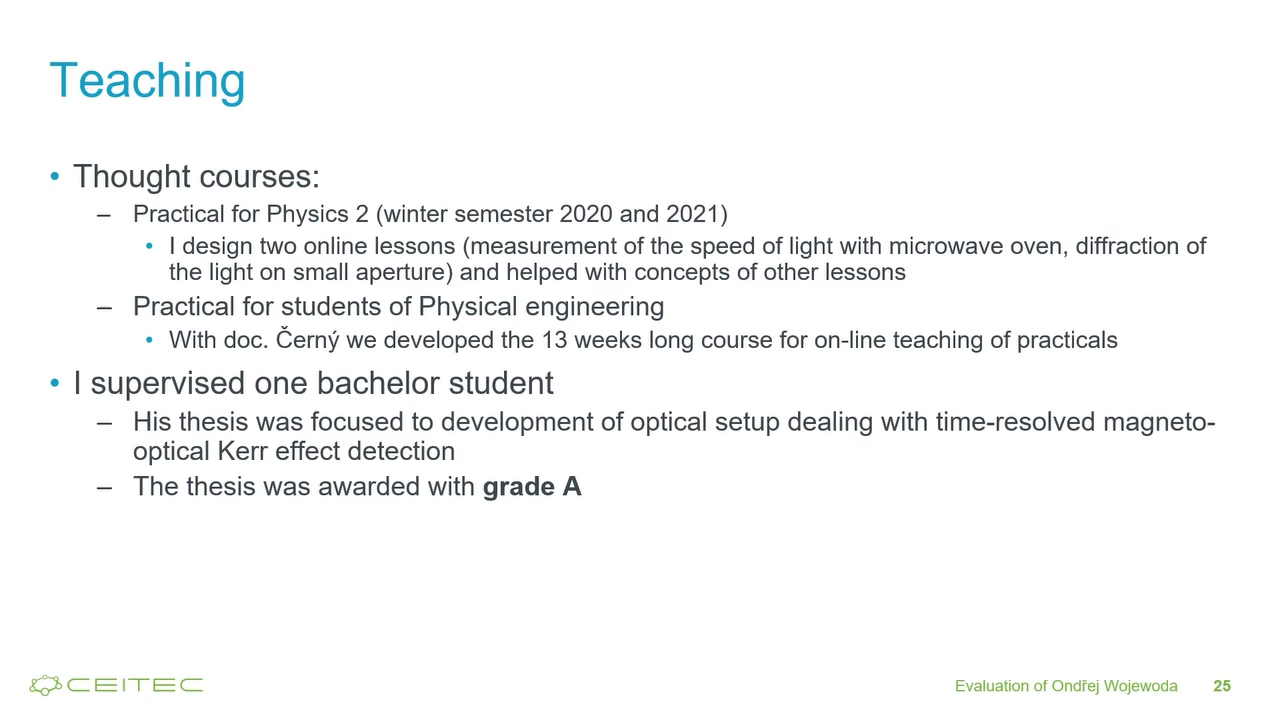 Teaching
• Thought courses:
– Practical for Physics 2 (winter semester 2020 and 2021)
• I design two online lessons (measurement of the speed of light with microwave oven, diffraction of
the light on small aperture) and helped with concepts of other lessons
– Practical for students of Physical engineering
• With doc. Černý we developed the 13 weeks long course for on-line teaching of practicals
• I supervised one bachelor student
– His thesis was focused to development of optical setup dealing with time-resolved magneto-
optical Kerr effect detection
– The thesis was awarded with grade A
CEITEC
Evaluation of Ondřej Wojewoda 25